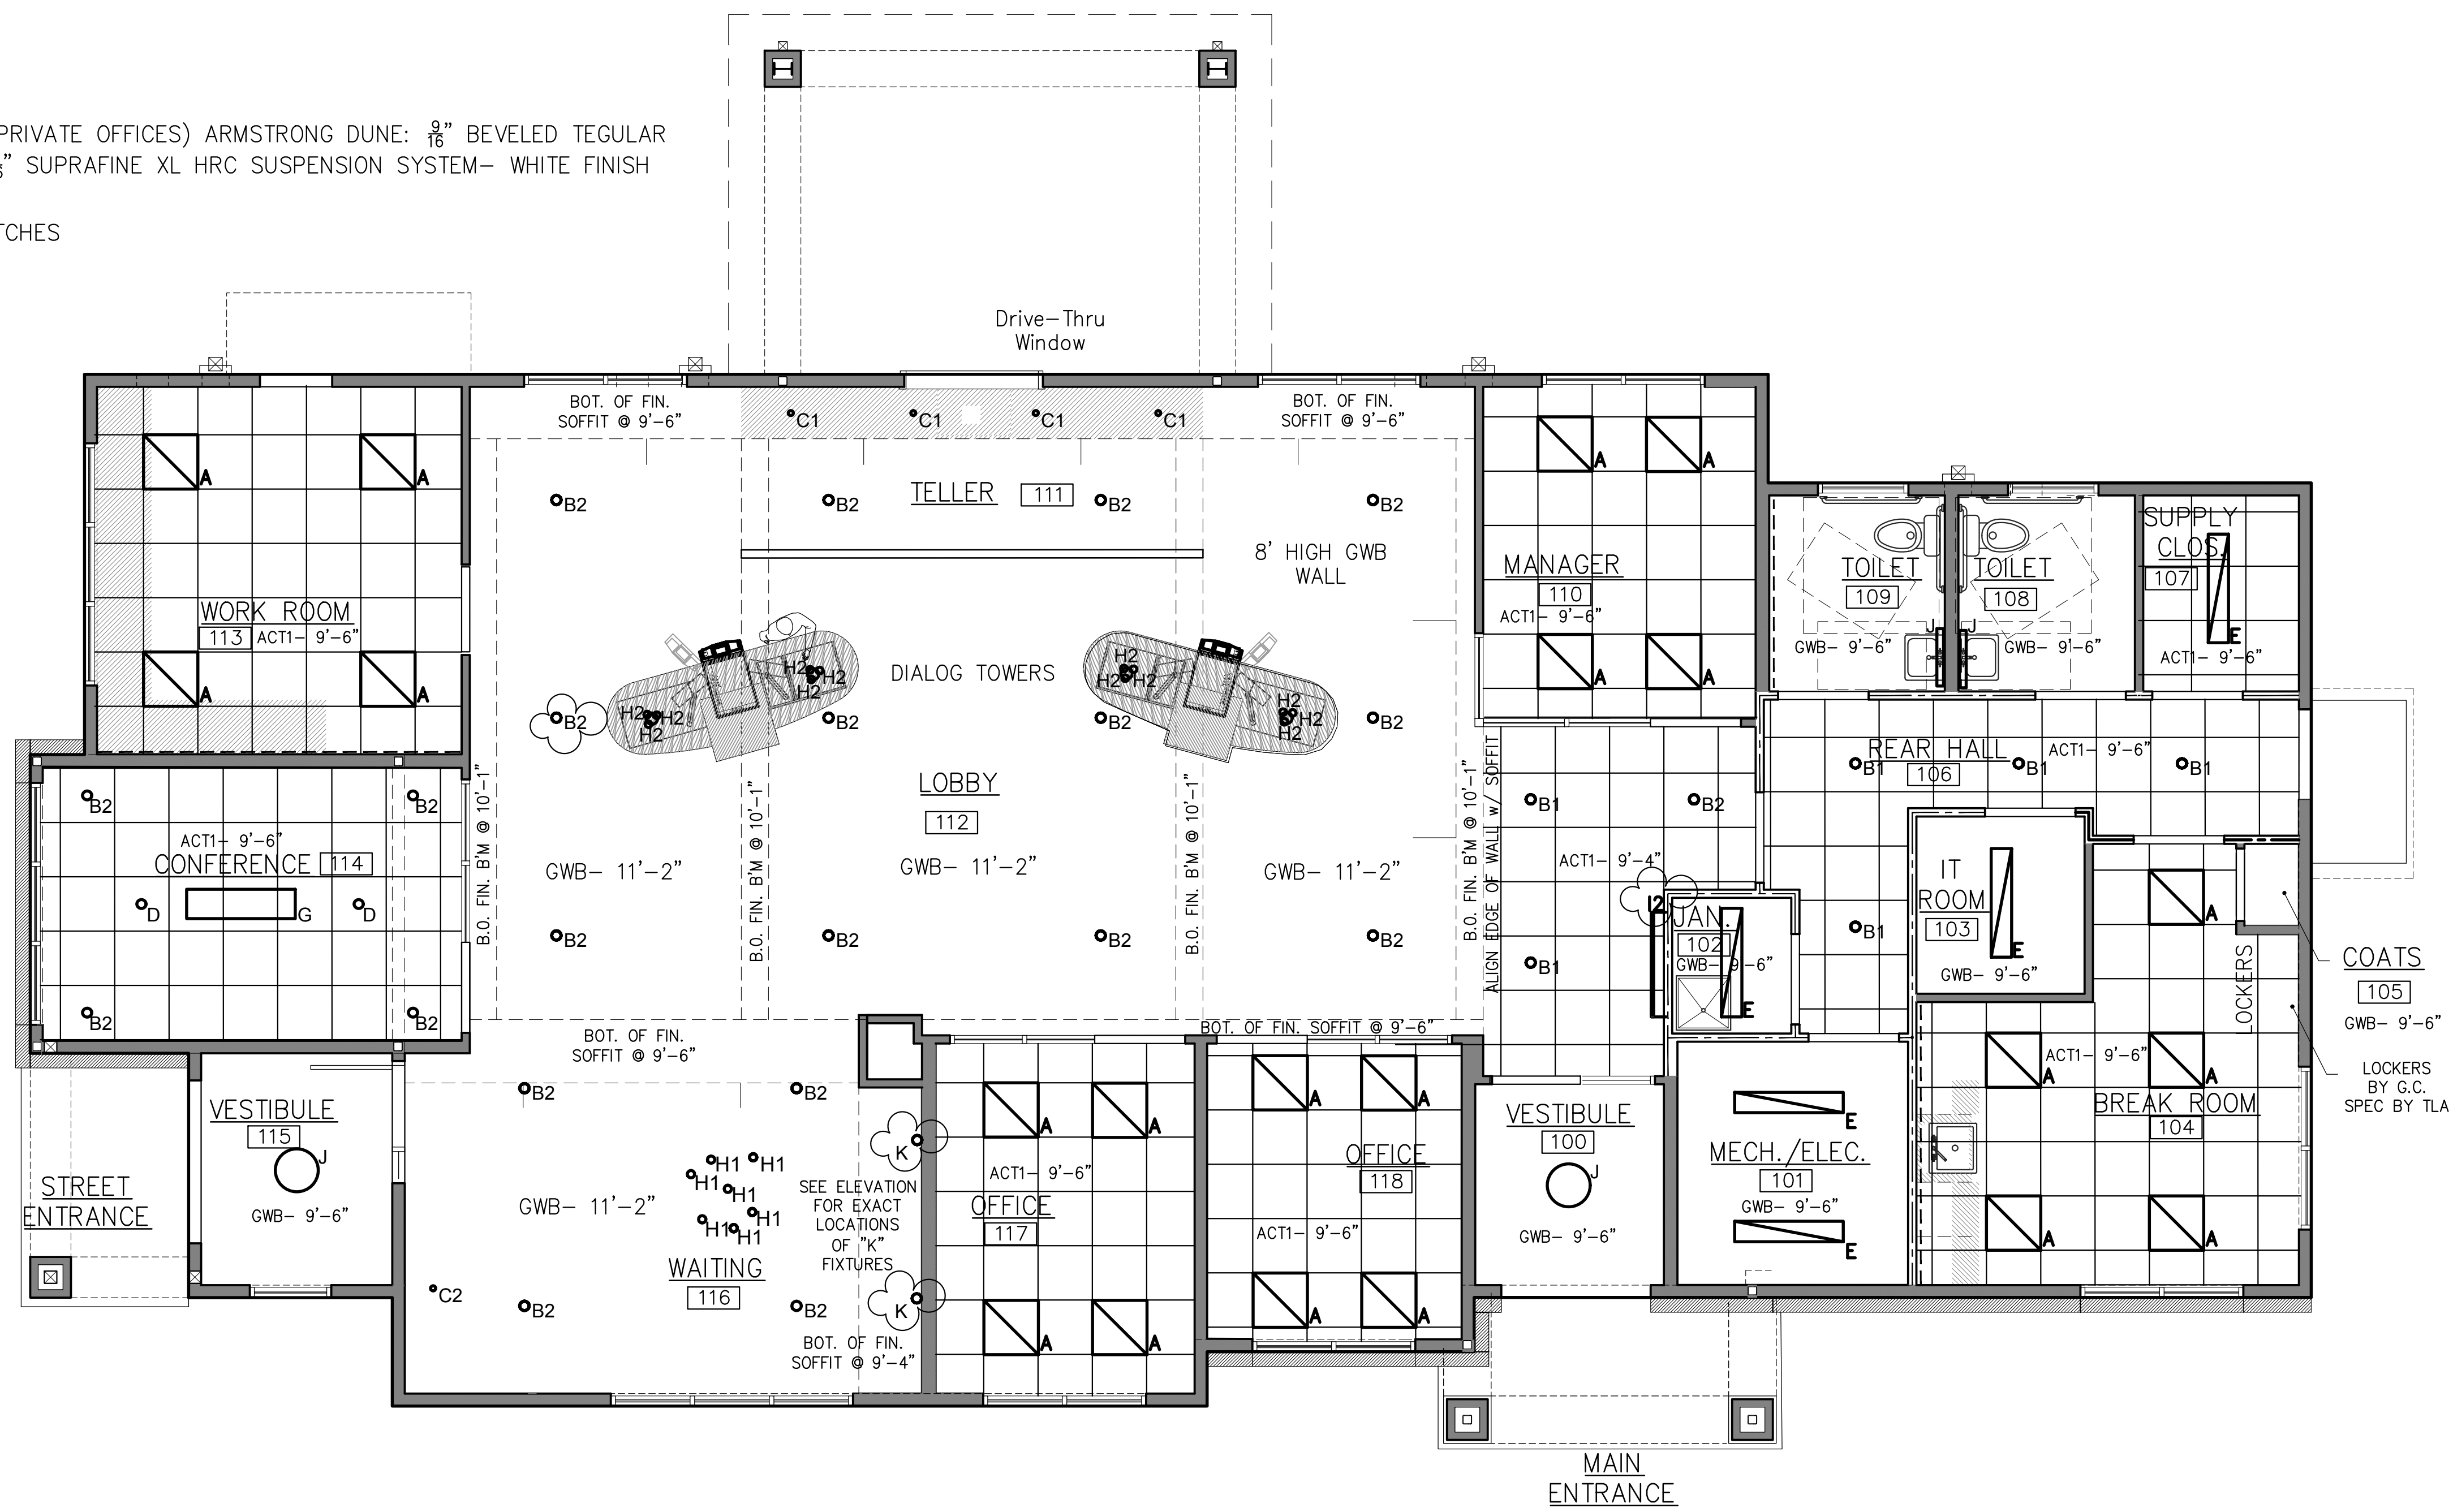 PRIVATE OFFICES) ARMSTRONG DUNE: 9/16" BEVELED TEGULAR
" SUPRAFINE XL HRC SUSPENSION SYSTEM- WHITE FINISH
TCHES
Drive-Thru
Window
BOT. OF FIN.
SOFFIT @ 9'-6"
C1
C1
C1
C1
BOT. OF FIN.
SOFFIT @ 9'-6"
A
A
A
A
WORK ROOM
113 ACT1- 9'-6"
B2
B2
B2
B2
TELLER 111
8' HIGH GWB
WALL
DIALOG TOWERS
B2
B2
B2
B2
H2
H2
H2
H2
H2
H2
H2
H2
H2
H2
H2
H2
LOBBY
112
GWB- 11'-2"
GWB- 11'-2"
GWB- 11'-2"
B2
B2
B2
B2
B.O. FIN. B'M @ 10'-1"
B.O. FIN. B'M @ 10'-1"
B.O. FIN. B'M @ 10'-1"
B.O. FIN. B'M @ 10'-1"
ALIGN EDGE OF WALL w/ SOFFIT
A
A
A
A
MANAGER
110
ACT1- 9'-6"
TOILET
109
GWB- 9'-6"
J
J
TOILET
108
GWB- 9'-6"
SUPPLY
CLOS.
107
E
ACT1- 9'-6"
REAR HALL
106
ACT1- 9'-6"
B1
B1
B1
B1
B1
B2
B1
ACT1- 9'-4"
I2
JAN.
102
GWB- 9'-6"
E
IT
ROOM
103
E
GWB- 9'-6"
A
LOCKERS
COATS
105
GWB- 9'-6"
LOCKERS
BY G.C.
SPEC BY TLA
ACT1- 9'-6"
A
A
BREAK ROOM
104
A
A
B2
B2
ACT1- 9'-6"
CONFERENCE 114
D
G
D
B2
B2
BOT. OF FIN.
SOFFIT @ 9'-6"
BOT. OF FIN. SOFFIT @ 9'-6"
VESTIBULE
115
J
GWB- 9'-6"
STREET
ENTRANCE
B2
B2
H1
H1
H1
H1
H1
H1
H1
GWB- 11'-2"
WAITING
116
C2
B2
B2
SEE ELEVATION
FOR EXACT
LOCATIONS
OF "K"
FIXTURES
K
K
BOT. OF FIN.
SOFFIT @ 9'-4"
A
A
ACT1- 9'-6"
OFFICE
117
A
A
A
A
OFFICE
118
ACT1- 9'-6"
A
A
VESTIBULE
100
J
GWB- 9'-6"
E
MECH./ELEC.
101
GWB- 9'-6"
E
MAIN
ENTRANCE